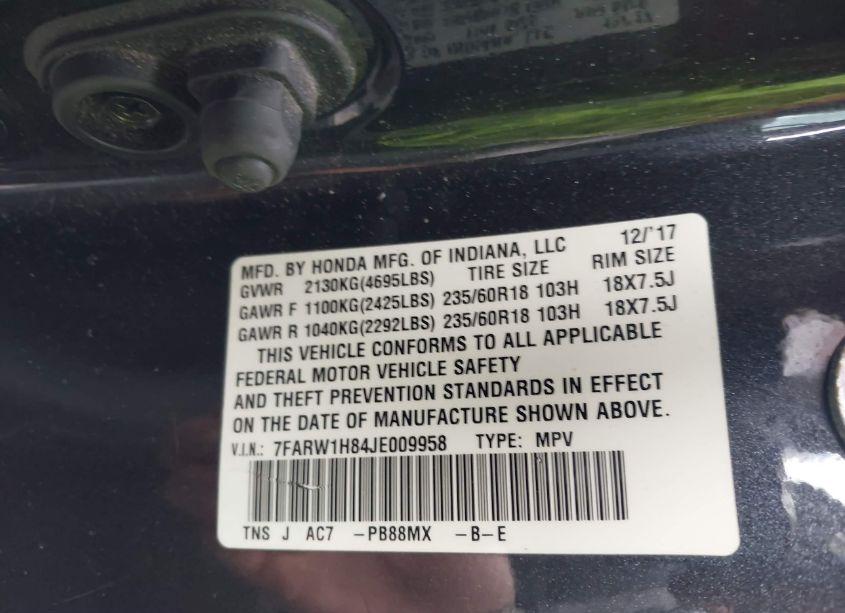 MFD. BY HONDA MFG. OF INDIANA, LLC 12/'17
GVWR 2130KG(4695LBS) TIRE SIZE RIM SIZE
GAWR F 1100KG(2425LBS) 235/60R18 103H 18X7.5J
GAWR R 1040KG(2292LBS) 235/60R18 103H 18X7.5J
THIS VEHICLE CONFORMS TO ALL APPLICABLE
FEDERAL MOTOR VEHICLE SAFETY
AND THEFT PREVENTION STANDARDS IN EFFECT
ON THE DATE OF MANUFACTURE SHOWN ABOVE.
V.I.N.: 7FARW1H84JE009958 TYPE: MPV
TNS J AC7 -PB88MX -B-E